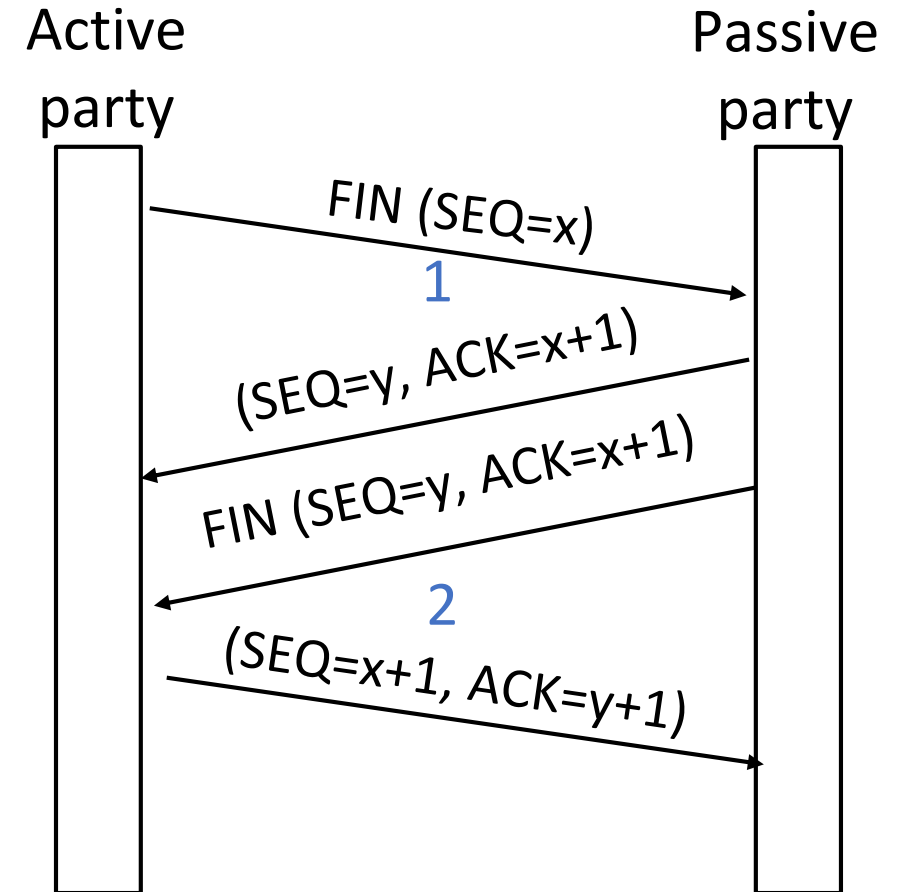 Active
party
Passive
party
FIN (SEQ=x)
1
(SEQ=y, ACK=x+1)
FIN (SEQ=y, ACK=x+1)
2
(SEQ=x+1, ACK=y+1)